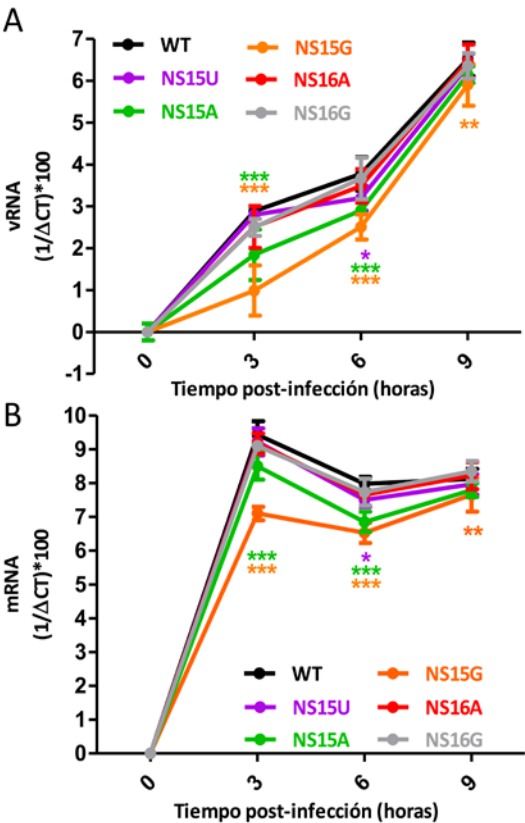 A
7
6
5
4
3
2
1
0
-1
vRNA
(1/ΔCT)*100
WT
NS15G
NS15U
NS16A
NS15A
NS16G
***
***
*
***
***
**
0
3
6
9
Tiempo post-infección (horas)
B
10
9
8
7
6
5
4
3
2
1
0
mRNA
(1/ΔCT)*100
***
***
*
***
***
**
WT
NS15G
NS15U
NS16A
NS15A
NS16G
0
3
6
9
Tiempo post-infección (horas)